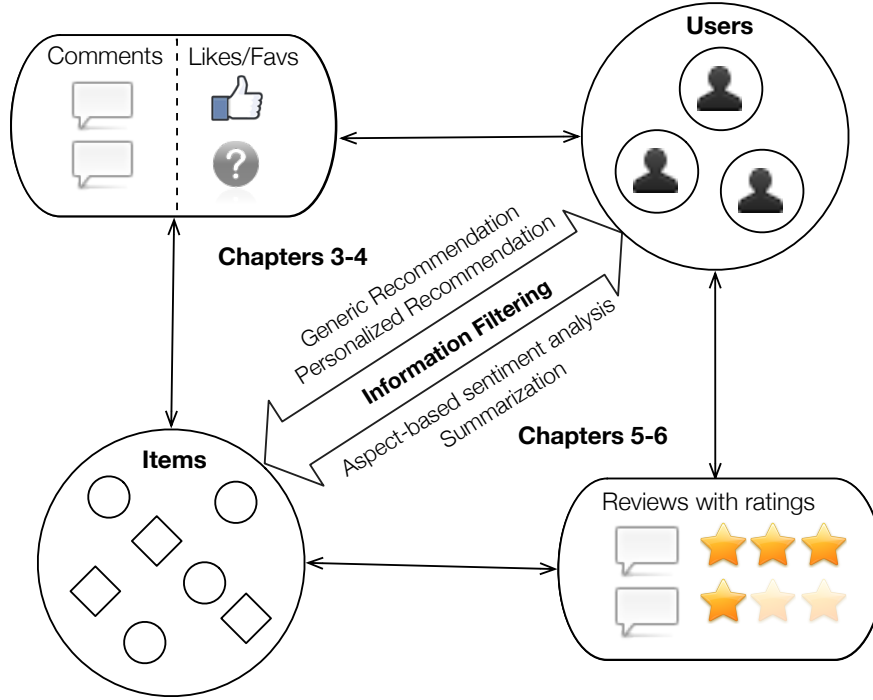 Users
Comments
Likes/Favs
?
Chapters 3-4
Generic Recommendation
Personalized Recommendation
Information Filtering
Aspect-based sentiment analysis
Summarization
Chapters 5-6
Items
Reviews with ratings